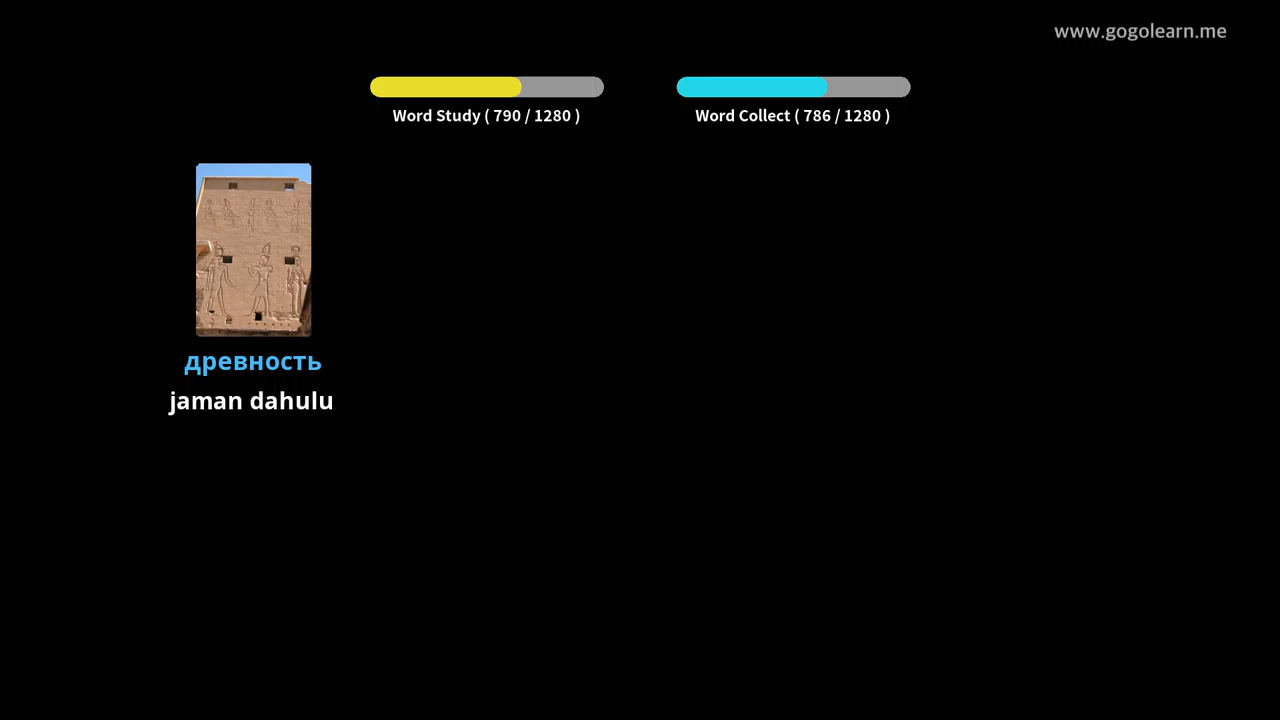 www.gogolearn.me
Word Study ( 790 / 1280 )
Word Collect ( 786 / 1280 )
древность
jaman dahulu